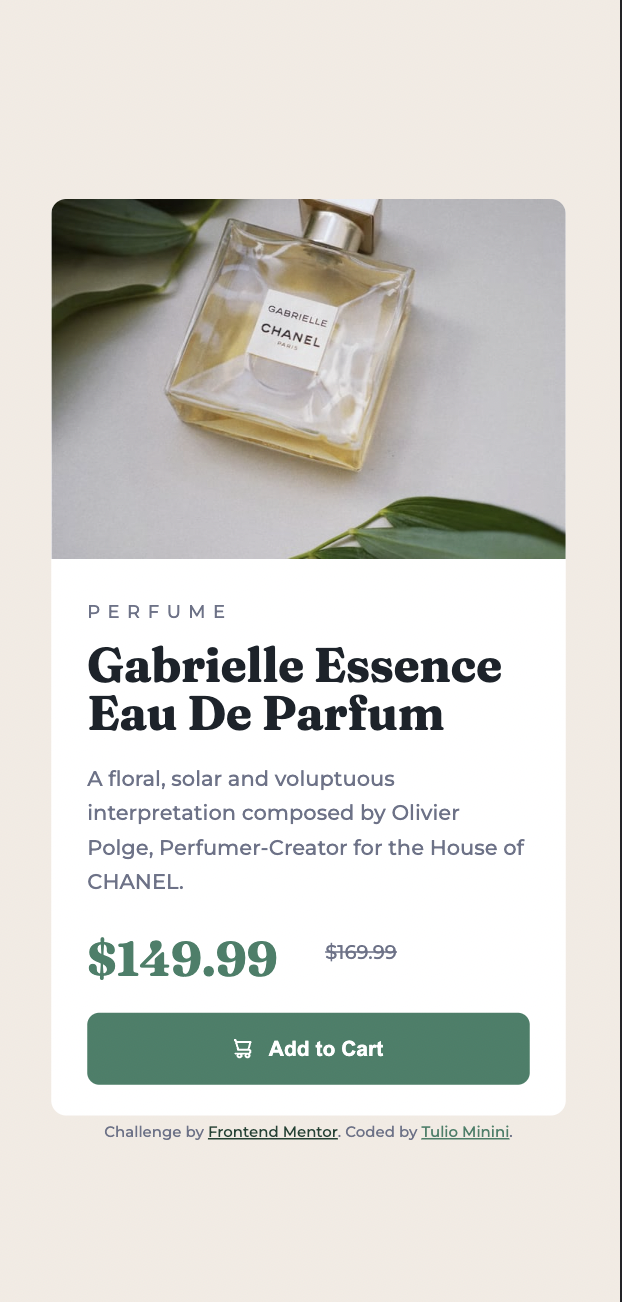 GABRIELLE
CHANEL
PARIS
PERFUME
Gabrielle Essence
Eau De Parfum
A floral, solar and voluptuous
interpretation composed by Olivier
Polge, Perfumer-Creator for the House of
CHANEL.
$149.99 $169.99
Add to Cart
Challenge by Frontend Mentor. Coded by Tulio Minini.